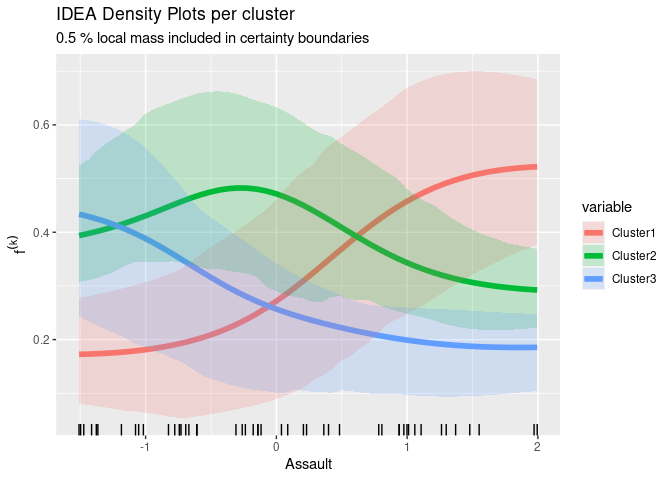 IDEA Density Plots per cluster
0.5 % local mass included in certainty boundaries
f(k)
0.6
0.4
0.2
-1
0
1
2
Assault
variable
Cluster1
Cluster2
Cluster3